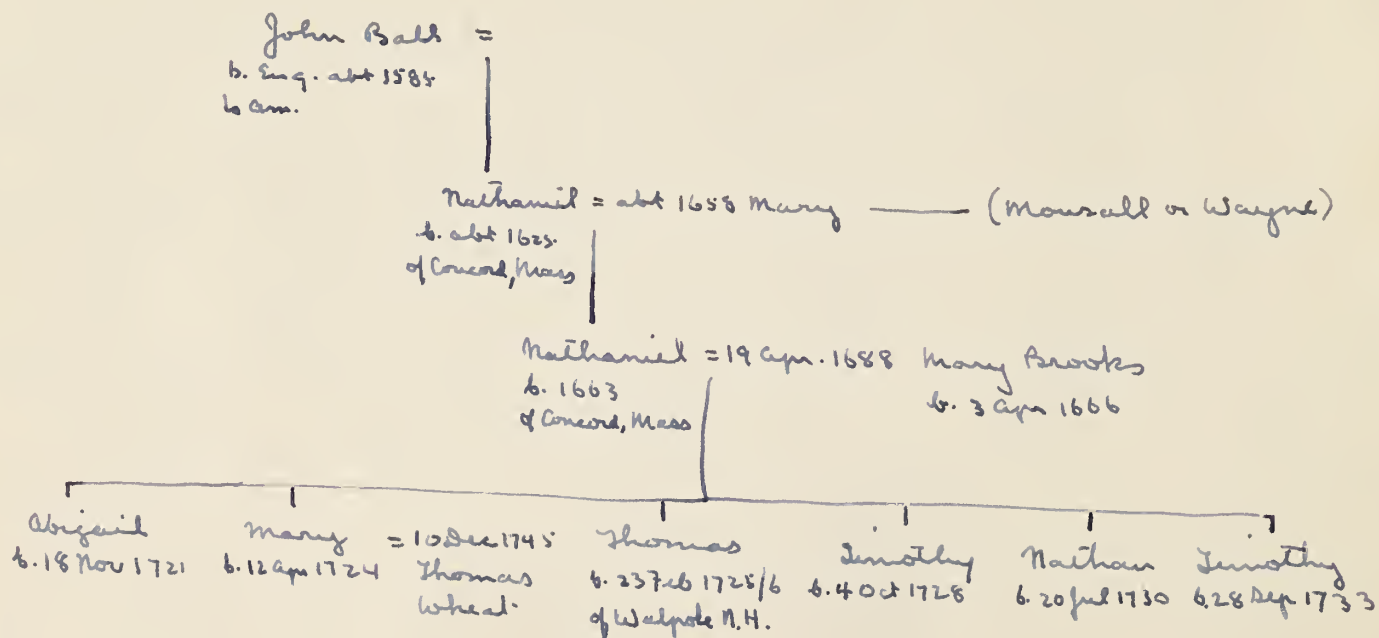 John Ball =
b. Eng. abt 1585
to am.
Nathaniel = abt 1658 Mary —— (Mousall or Wayne)
b. abt 1625.
of Concord, Mass
Nathaniel = 19 Apr. 1688 Mary Brooks
b. 1663
b. 3 Apr 1666
of Concord, Mass
Abigail
b. 18 Nov 1721
Mary = 10 Dec 1745
b. 12 Apr 1724
Thomas
Wheat
Thomas
b. 23 Feb 1725/6
of Walpole N.H.
Timothy
b. 4 Oct 1728
Nathan
b. 20 Jul 1730
Timothy
b. 28 Sep 1733